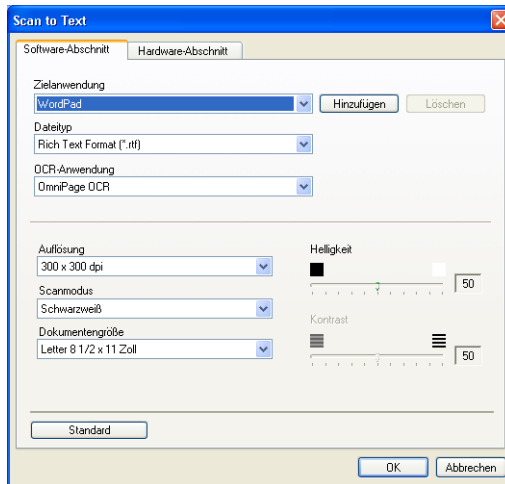 Scan to Text
Software-Abschnitt Hardware-Abschnitt
Zielanwendung
WordPad Hinzufügen Löschen
Dateityp
Rich Text Format (*.rtf)
OCR-Anwendung
OmniPage OCR
Auflösung
300 x 300 dpi
Scanmodus
Schwarzweiß
Dokumentengröße
Letter 8 1/2 x 11 Zoll
Helligkeit
50
Kontrast
50
Standard
OK Abbrechen